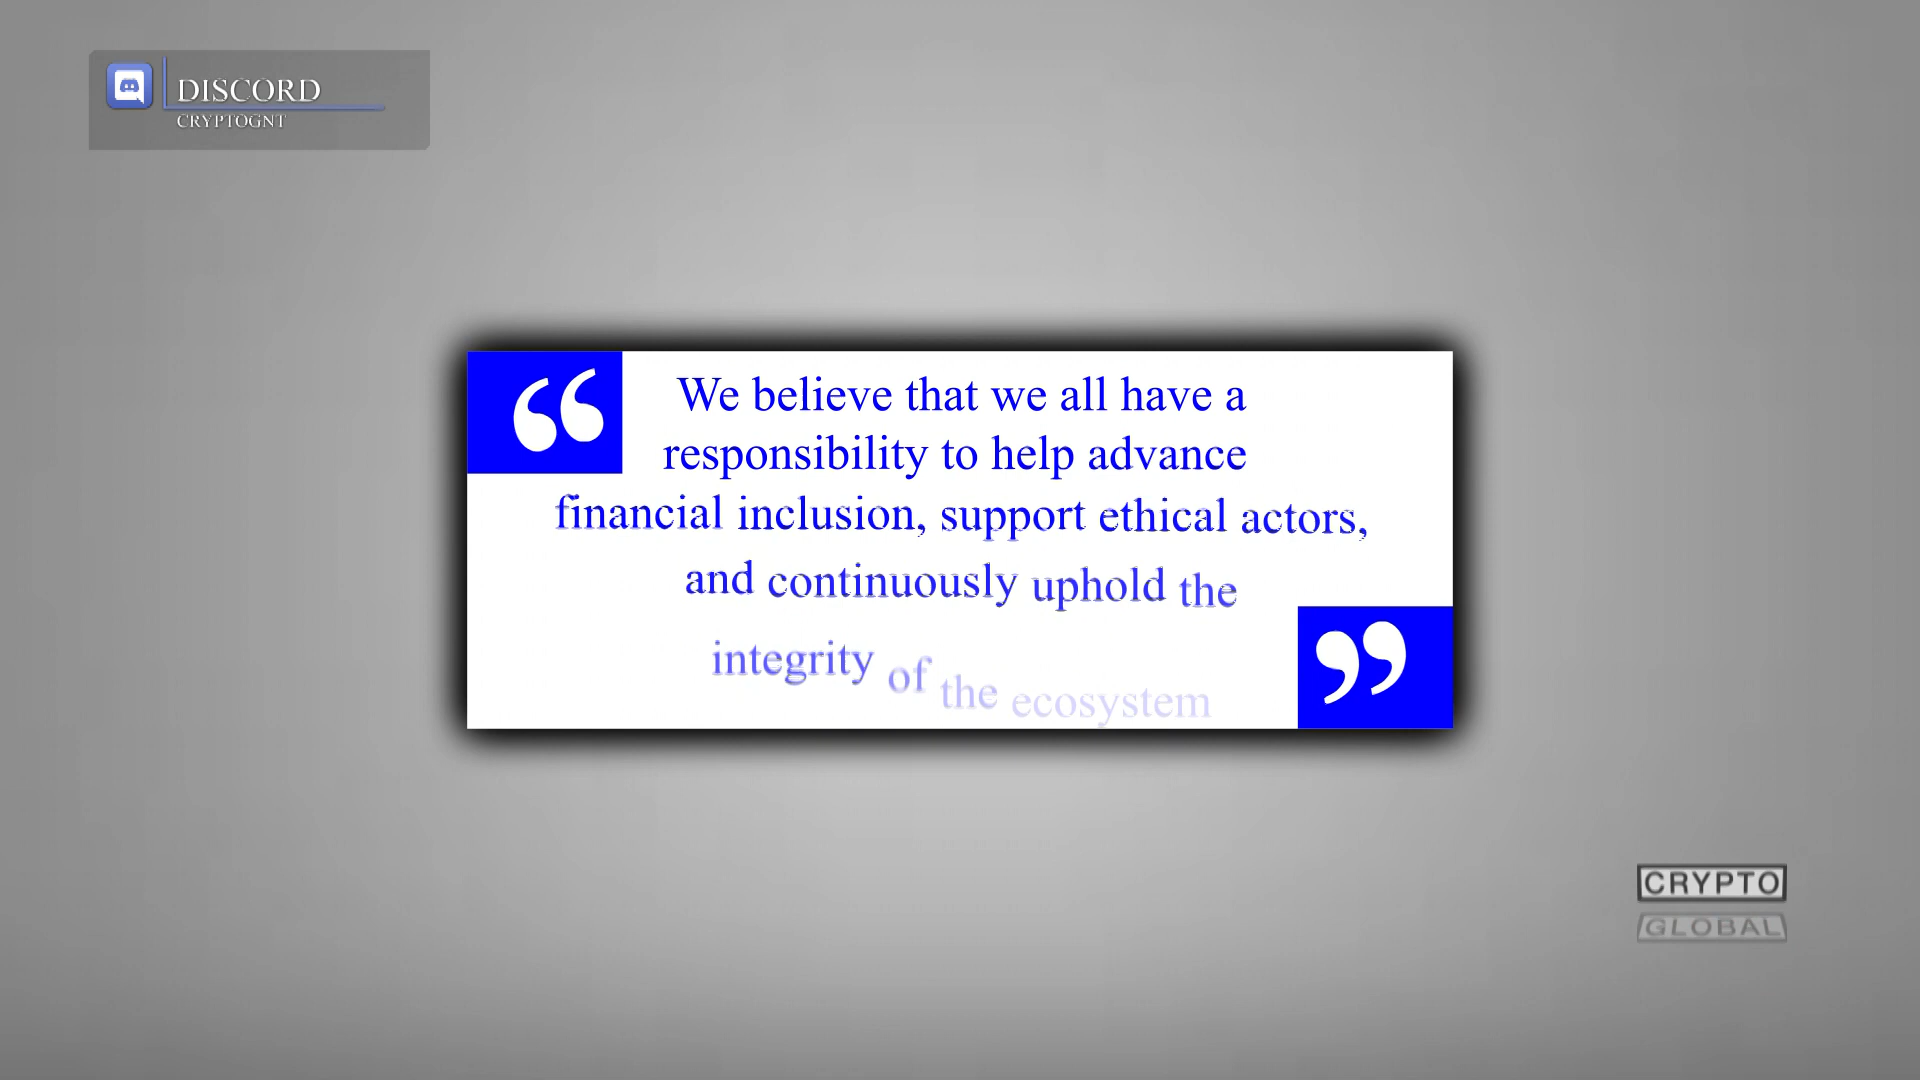 DISCORD
CRYPTOGNT
“ We believe that we all have a
responsibility to help advance
financial inclusion, support ethical actors,
and continuously uphold the
integrity of the ecosystem ”
CRYPTO
GLOBAL